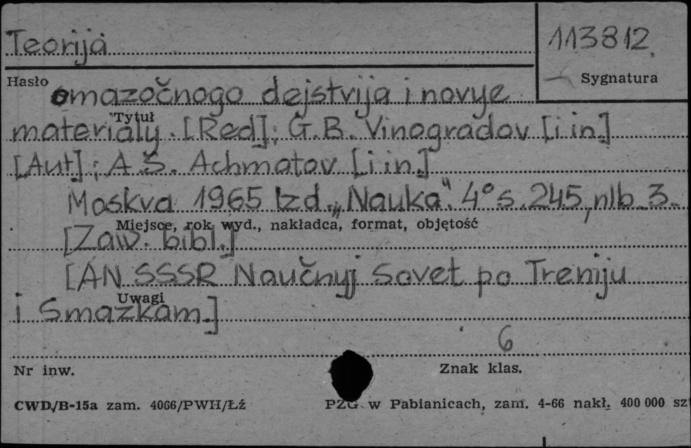 Teorija
113812
Hasło
Sygnatura
smazočnogo dejstvija i novye
Tytuł
materialy. [Red]; G.B. Vinogradov [i in.]
[Aut]; A.S. Achmatov [i in.]
Moskva 1965 Izd. „Nauka". 4° s. 245, nlb. 3.
Miejsce, rok wyd., nakładca, format, objętość
[Zaw. bibl.]
[AN SSSR Naučnyj Sovet po Treniju
Uwagi
i Smazkam.]
6
Nr inw.
Znak klas.
CWD/B-15a zam. 4066/PWH/Łź
PZG w Pabianicach, zam. 4-66 nakł. 400 000 sz